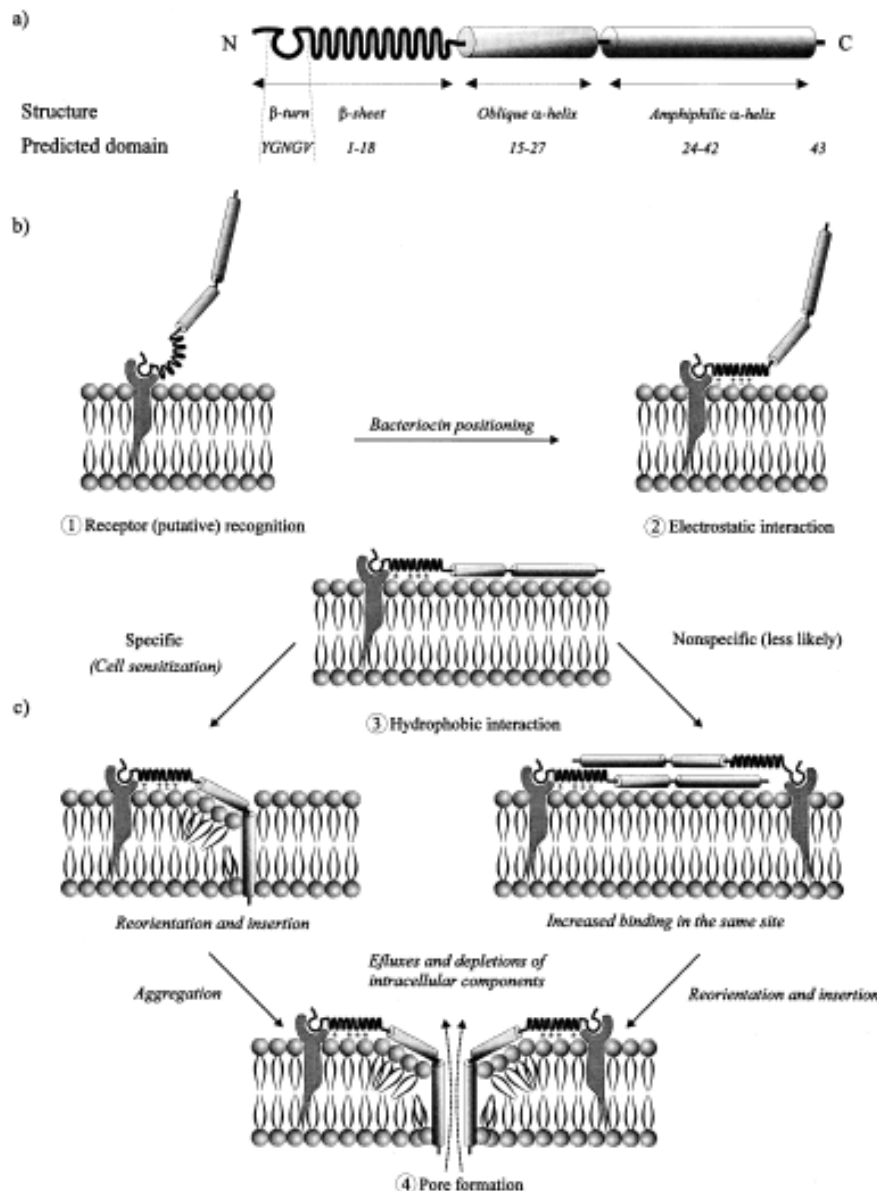 a)
N
C
Structure β-turn β-sheet Oblique α-helix Amphiphilic α-helix
Predicted domain YGNGV 1-18 15-27 24-42 43
b)
Bacteriocin positioning
1 Receptor (putative) recognition
2 Electrostatic interaction
Specific
(Cell sensitization)
Nonspecific (less likely)
3 Hydrophobic interaction
c)
Reorientation and insertion
Increased binding in the same site
Aggregation
Efluxes and depletions of
intracellular components
Reorientation and insertion
4 Pore formation